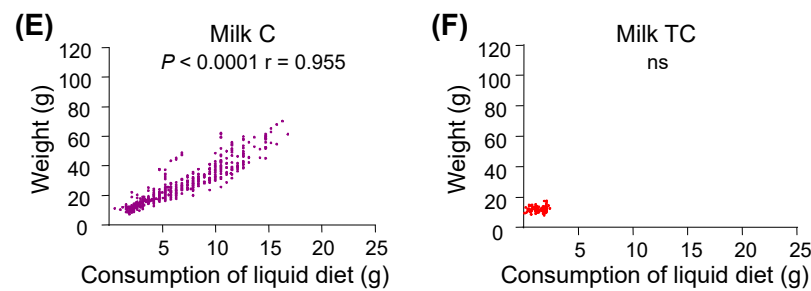 (E)
Milk C
P < 0.0001 r = 0.955
Weight (g)
120
100
80
60
40
20
0
5 10 15 20 25
Consumption of liquid diet (g)
(F)
Milk TC
ns
Weight (g)
120
100
80
60
40
20
0
5 10 15 20 25
Consumption of liquid diet (g)